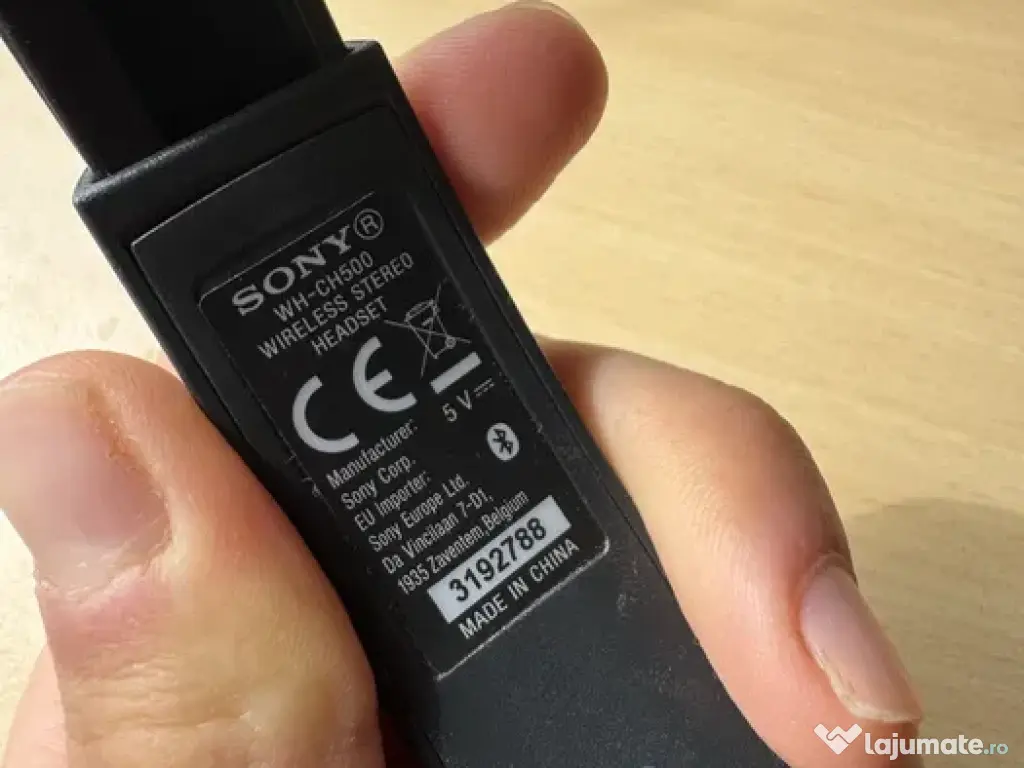 SONY®
WH-CH500
WIRELESS STEREO
HEADSET
CE
5 V
Manufacturer:
Sony Corp.
EU Importer:
Sony Europe Ltd.
Da Vincilaan 7-D1,
1935 Zaventem,Belgium
3192788
MADE IN CHINA
lajumate.ro